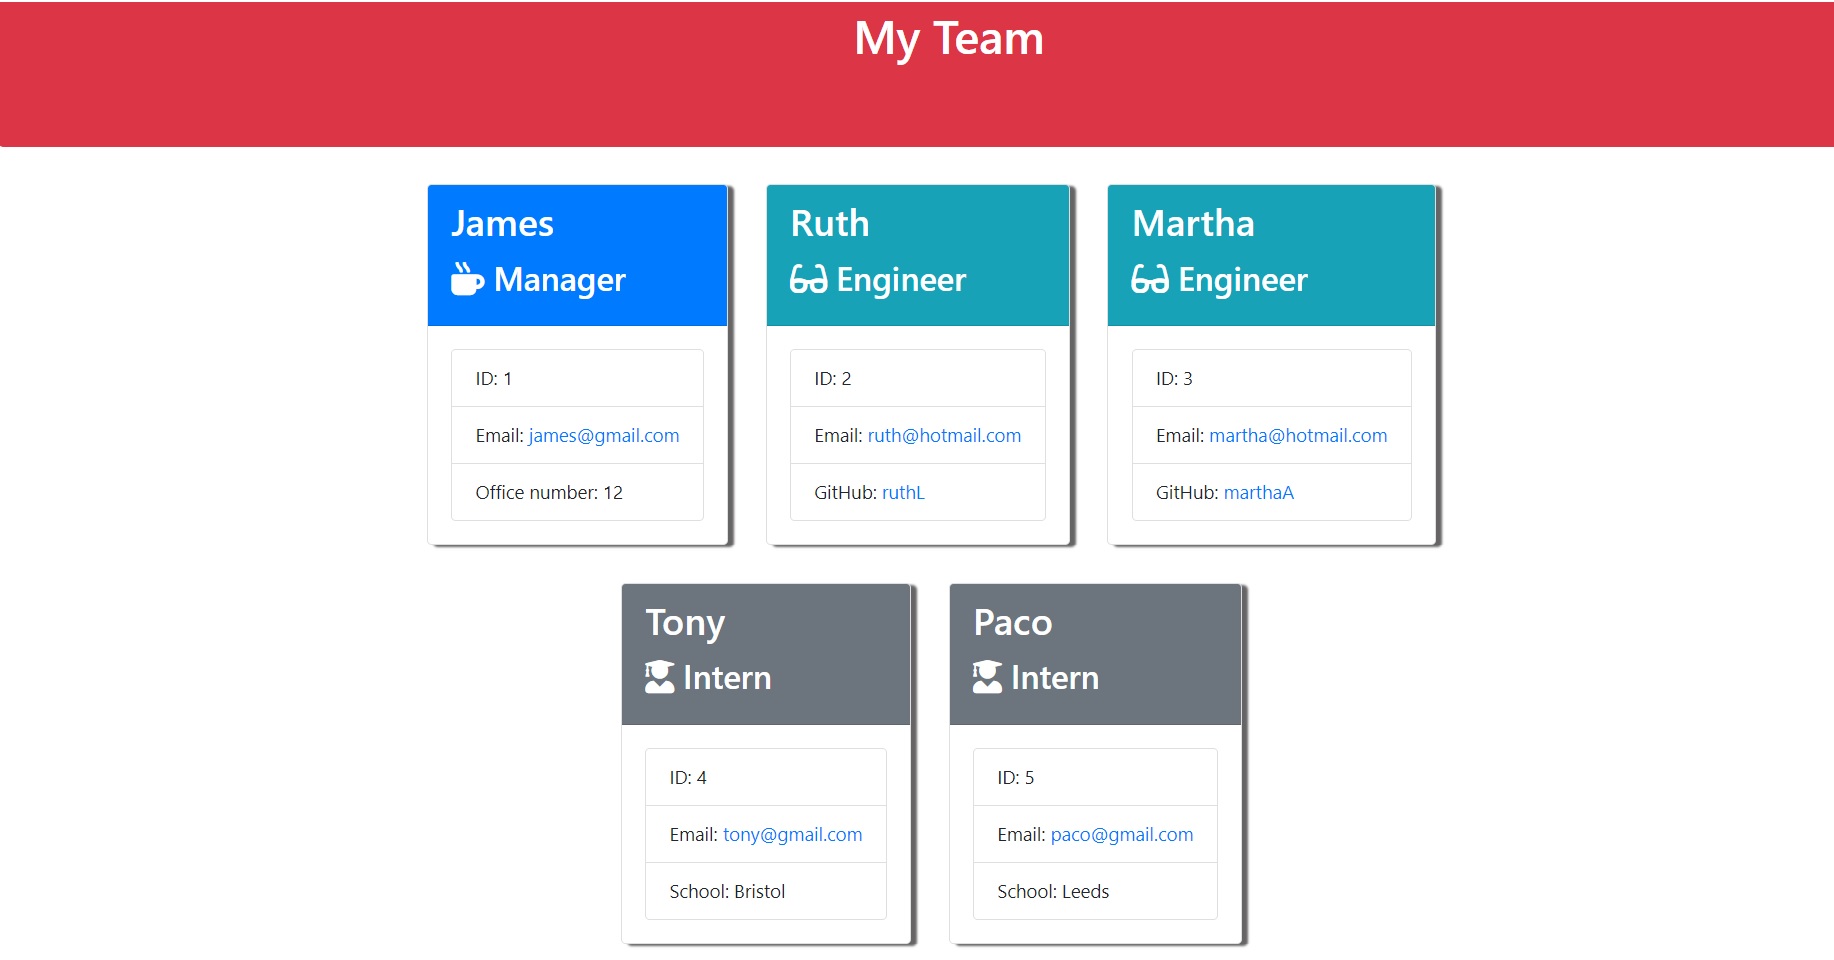 My Team
James
Manager
ID: 1
Email: james@gmail.com
Office number: 12
Ruth
Engineer
ID: 2
Email: ruth@hotmail.com
GitHub: ruthL
Martha
Engineer
ID: 3
Email: martha@hotmail.com
GitHub: marthaA
Tony
Intern
ID: 4
Email: tony@gmail.com
School: Bristol
Paco
Intern
ID: 5
Email: paco@gmail.com
School: Leeds